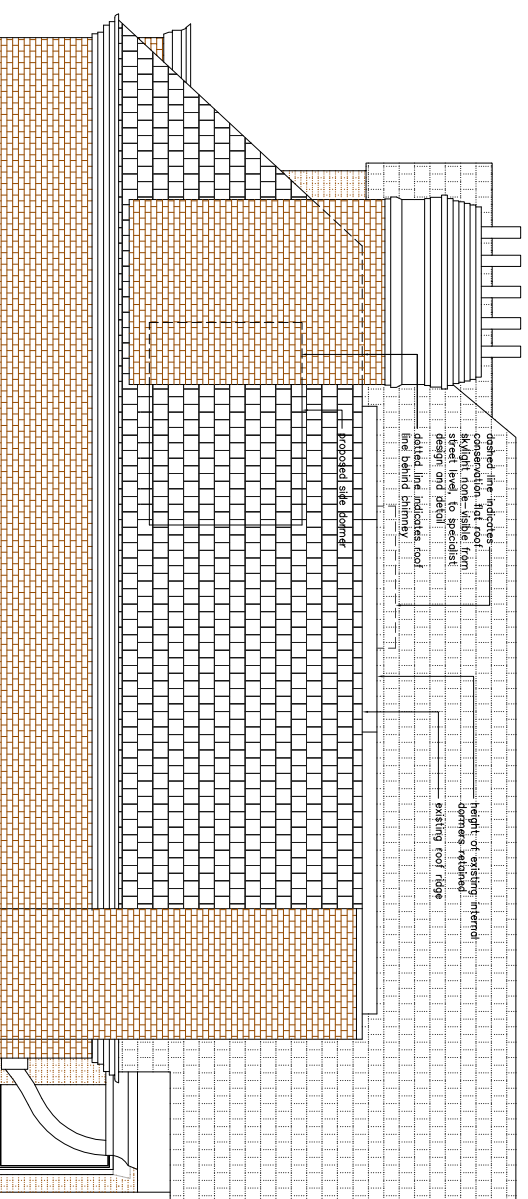 dashed line indicates
conservation flat roof
skylight none-visible from
street level, to specialist
design and detail
dotted line indicates roof
line behind chimney
proposed side dormer
height of existing internal
dormers retained
existing roof ridge